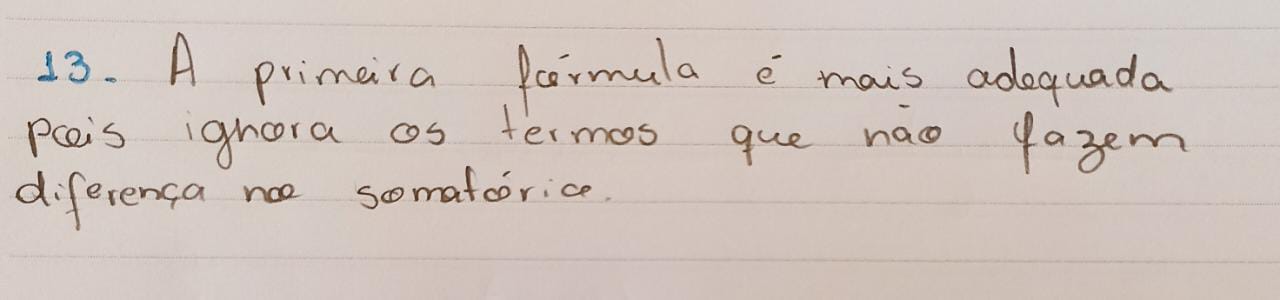 13. A primeira fórmula é mais adequada
pois ignora os termos que não fazem
diferença no somatório.